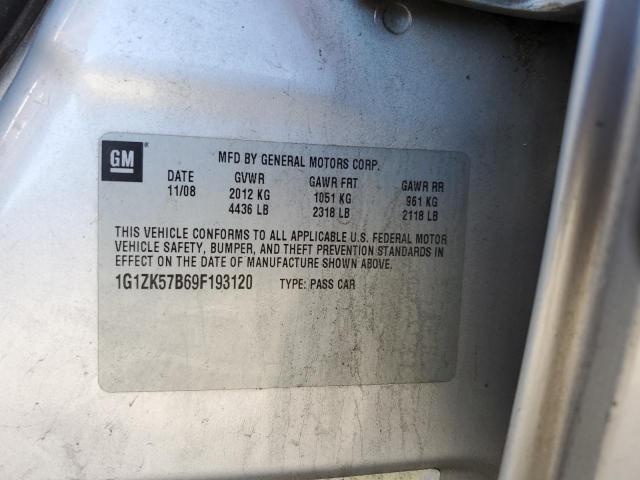 GM
MFD BY GENERAL MOTORS CORP.
DATE GVWR GAWR FRT GAWR RR
11/08 2012 KG 1051 KG 961 KG
4436 LB 2318 LB 2118 LB
THIS VEHICLE CONFORMS TO ALL APPLICABLE U.S. FEDERAL MOTOR
VEHICLE SAFETY, BUMPER, AND THEFT PREVENTION STANDARDS
IN EFFECT ON THE DATE OF MANUFACTURE SHOWN ABOVE.
1G1ZK57B69F193120 TYPE: PASS CAR